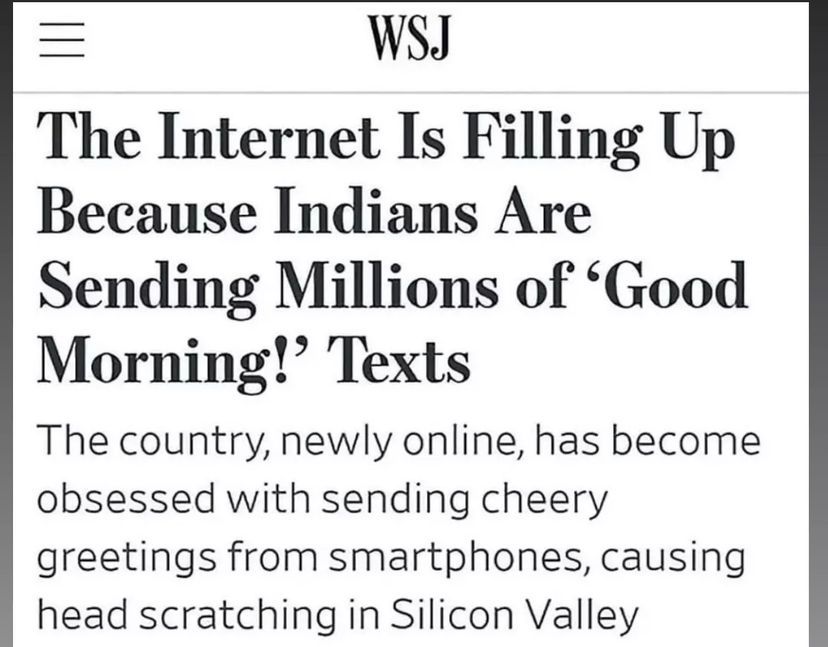 WSJ
The Internet Is Filling Up
Because Indians Are
Sending Millions of ‘Good
Morning!’ Texts
The country, newly online, has become
obsessed with sending cheery
greetings from smartphones, causing
head scratching in Silicon Valley